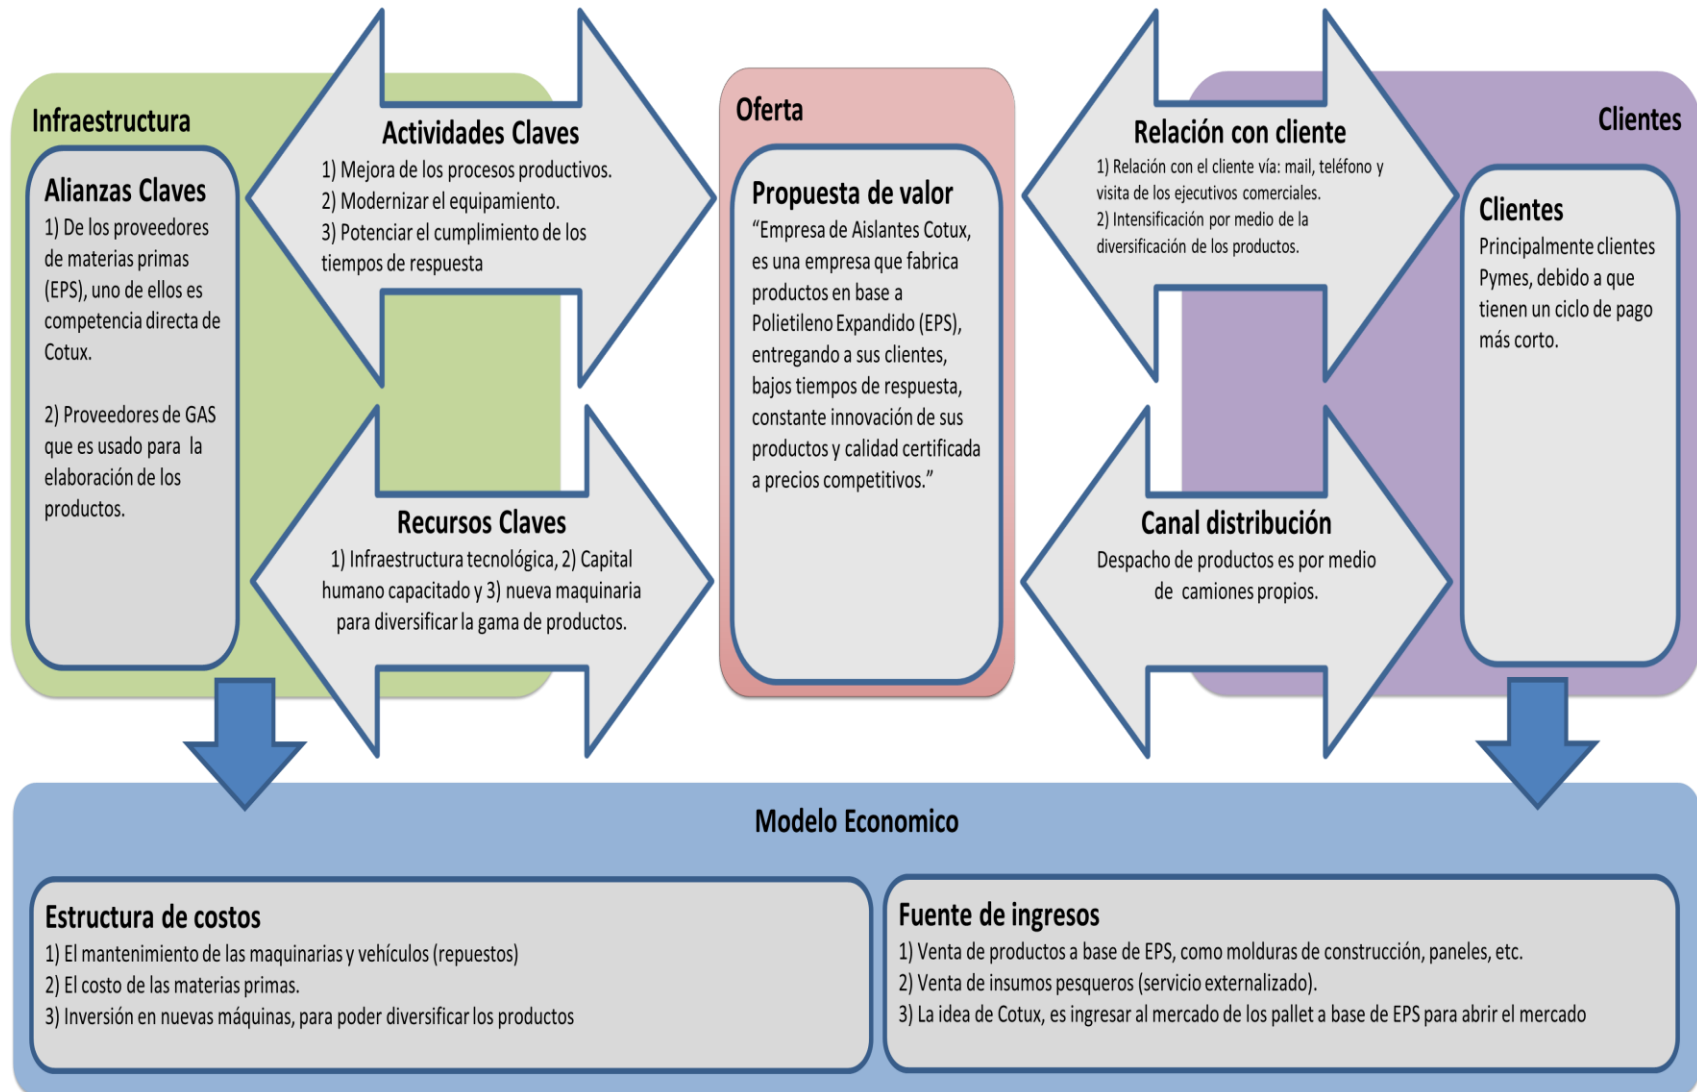 Infraestructura
Alianzas Claves
1) De los proveedores
de materias primas
(EPS), uno de ellos es
competencia directa de
Cotux.
2) Proveedores de GAS
que es usado para la
elaboración de los
productos.
Actividades Claves
1) Mejora de los procesos productivos.
2) Modernizar el equipamiento.
3) Potenciar el cumplimiento de los
tiempos de respuesta
Recursos Claves
1) Infraestructura tecnológica, 2) Capital
humano capacitado y 3) nueva maquinaria
para diversificar la gama de productos.
Oferta
Propuesta de valor
“Empresa de Aislantes Cotux,
es una empresa que fabrica
productos en base a
Polietileno Expandido (EPS),
entregando a sus clientes,
bajos tiempos de respuesta,
constante innovación de sus
productos y calidad certificada
a precios competitivos.”
Relación con cliente
1) Relación con el cliente vía: mail, teléfono y
visita de los ejecutivos comerciales.
2) Intensificación por medio de la
diversificación de los productos.
Canal distribución
Despacho de productos es por medio
de camiones propios.
Clientes
Clientes
Principalmente clientes
Pymes, debido a que
tienen un ciclo de pago
más corto.
Modelo Economico
Estructura de costos
1) El mantenimiento de las maquinarias y vehículos (repuestos)
2) El costo de las materias primas.
3) Inversión en nuevas máquinas, para poder diversificar los productos
Fuente de ingresos
1) Venta de productos a base de EPS, como molduras de construcción, paneles, etc.
2) Venta de insumos pesqueros (servicio externalizado).
3) La idea de Cotux, es ingresar al mercado de los pallet a base de EPS para abrir el mercado